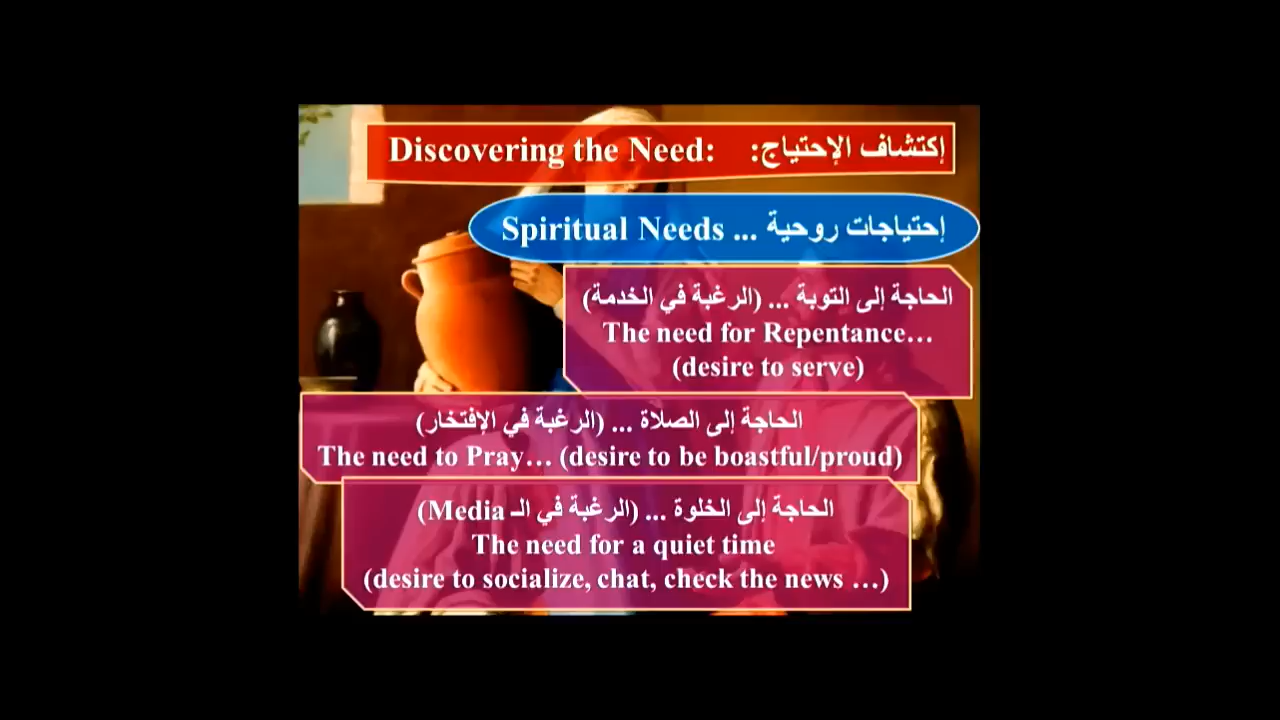 Discovering the Need: إكتشاف الإحتياج:
Spiritual Needs ... إحتياجات روحية
الحاجة إلى التوبة ... (الرغبة في الخدمة)
The need for Repentance…
(desire to serve)
الحاجة إلى الصلاة ... (الرغبة في الإفتخار)
The need to Pray… (desire to be boastful/proud)
الحاجة إلى الخلوة ... (الرغبة في الـ Media)
The need for a quiet time
(desire to socialize, chat, check the news …)